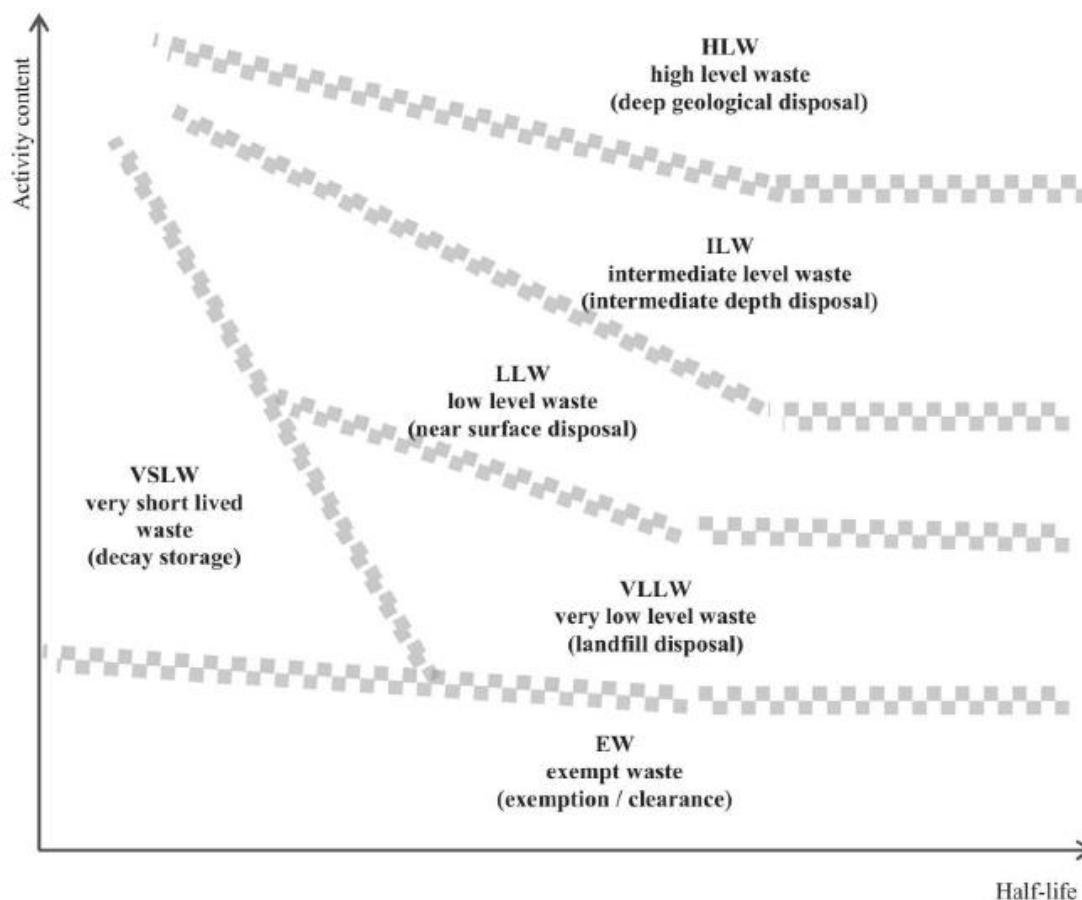 Activity content
HLW
high level waste
(deep geological disposal)
ILW
intermediate level waste
(intermediate depth disposal)
LLW
low level waste
(near surface disposal)
VSLW
very short lived
waste
(decay storage)
VLLW
very low level waste
(landfill disposal)
EW
exempt waste
(exemption / clearance)
Half-life